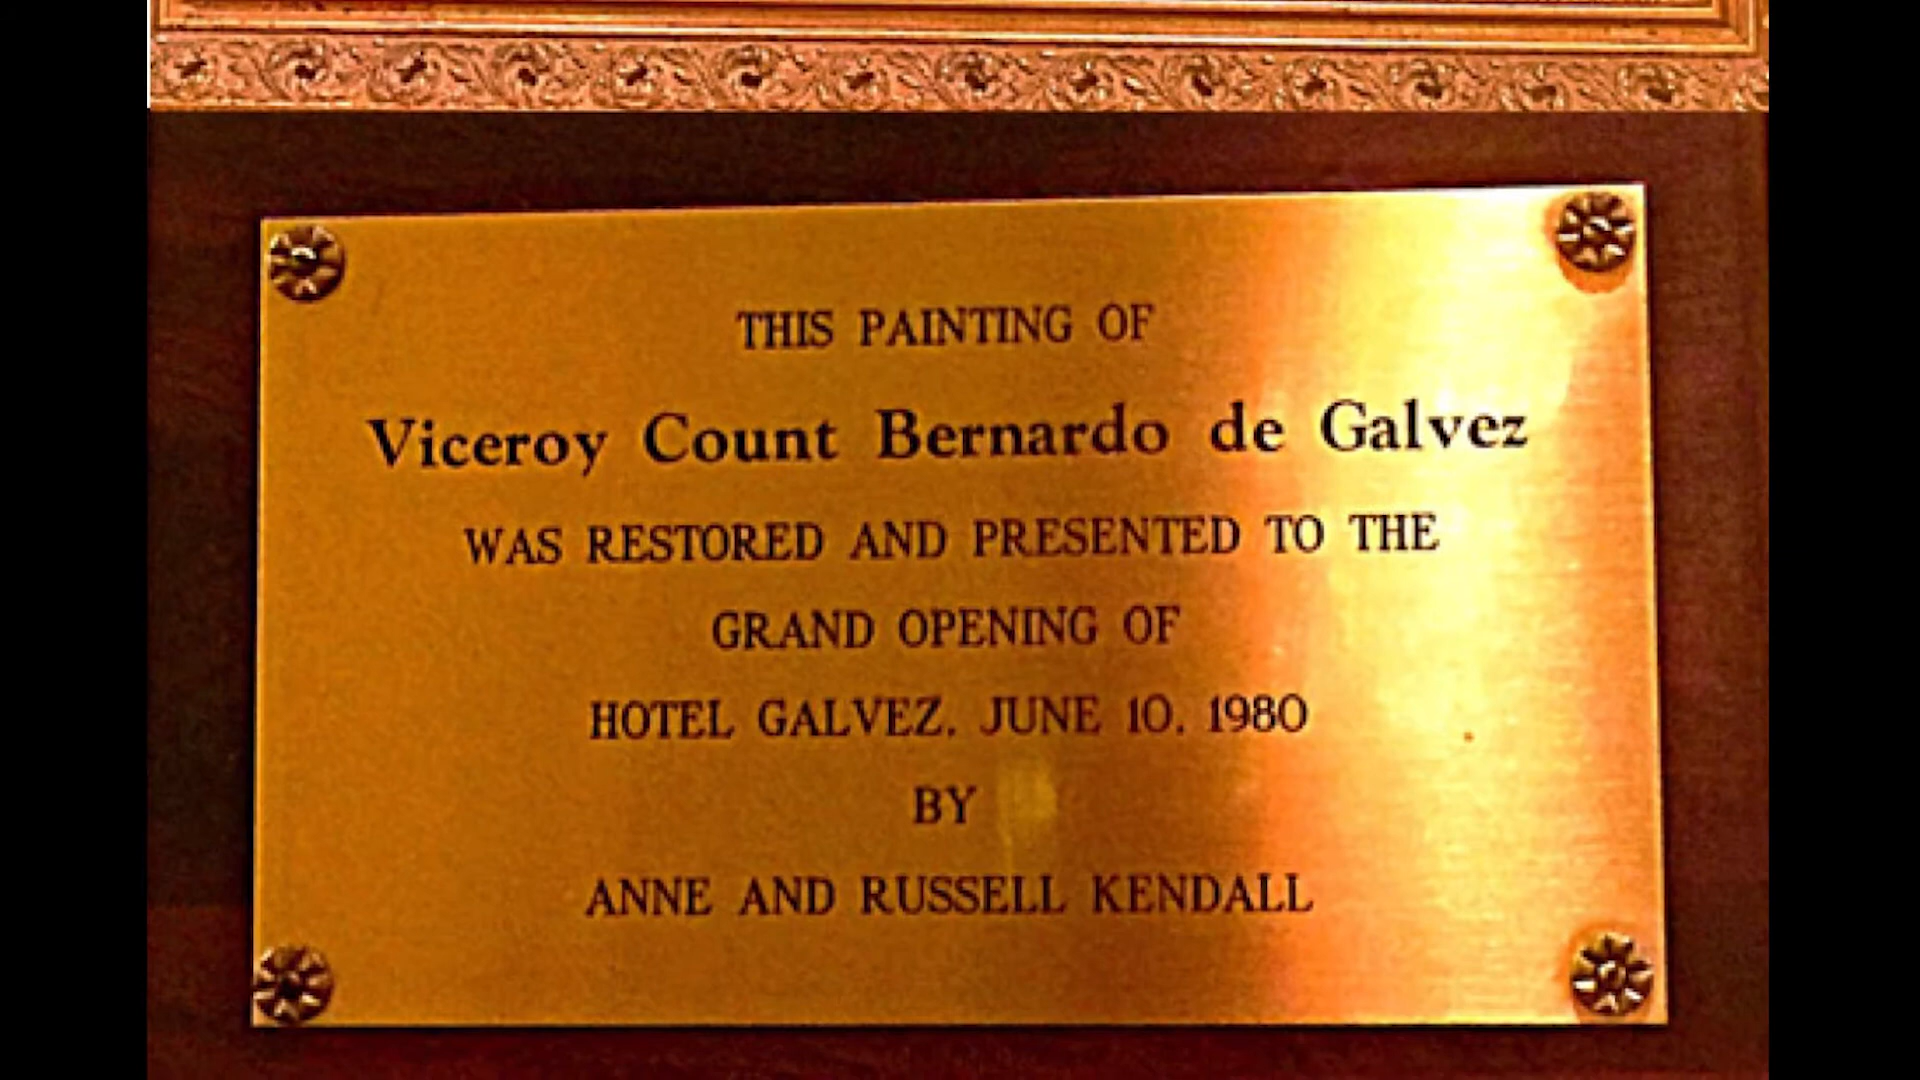 THIS PAINTING OF
Viceroy Count Bernardo de Galvez
WAS RESTORED AND PRESENTED TO THE
GRAND OPENING OF
HOTEL GALVEZ, JUNE 10, 1980
BY
ANNE AND RUSSELL KENDALL